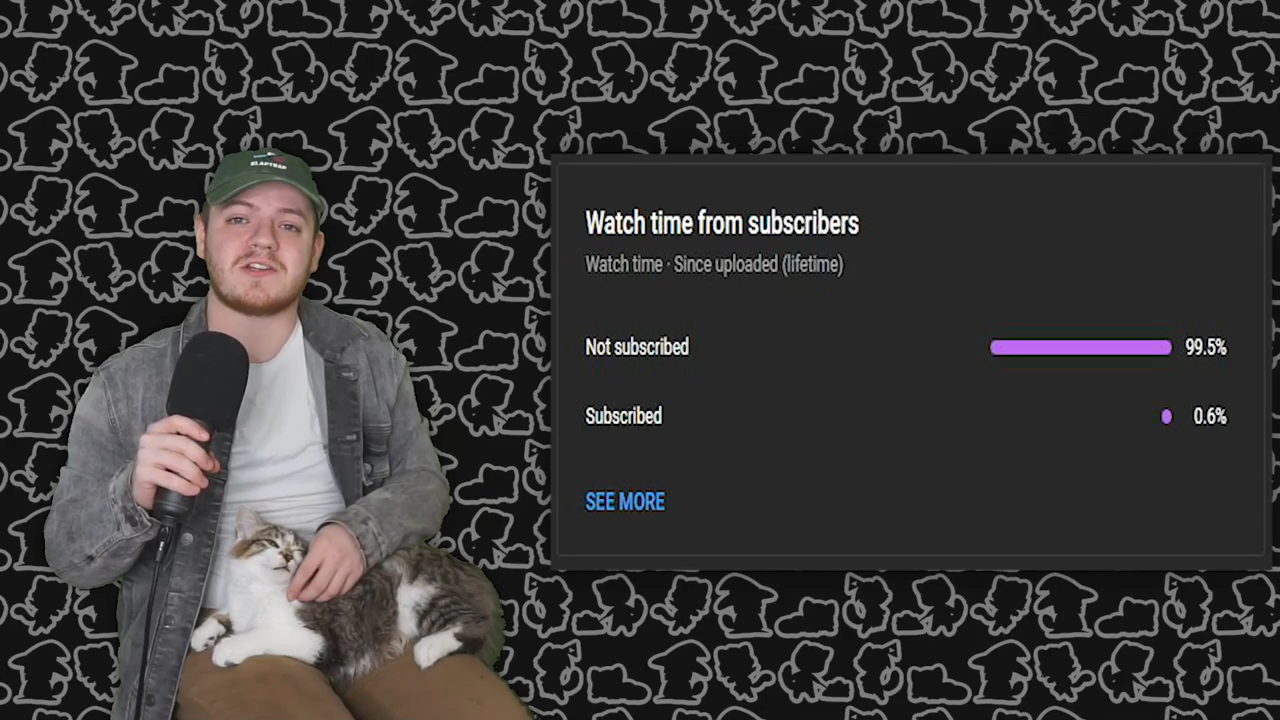 Watch time from subscribers
Watch time · Since uploaded (lifetime)
Not subscribed 99.5%
Subscribed 0.6%
SEE MORE